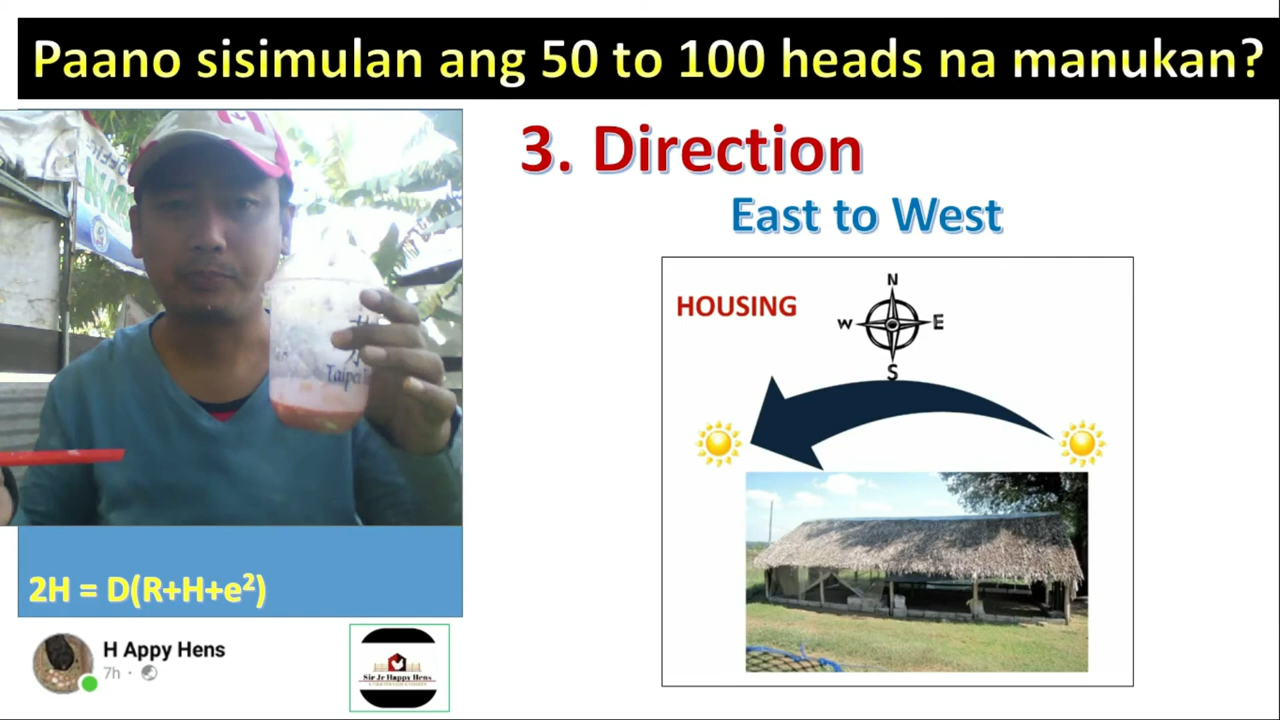 Paano sisimulan ang 50 to 100 heads na manukan?
3. Direction
East to West
HOUSING
N
W
E
S
Taipei
2H = D(R+H+e²)
H Appy Hens
7h ·
Sir Jr Happy Hens